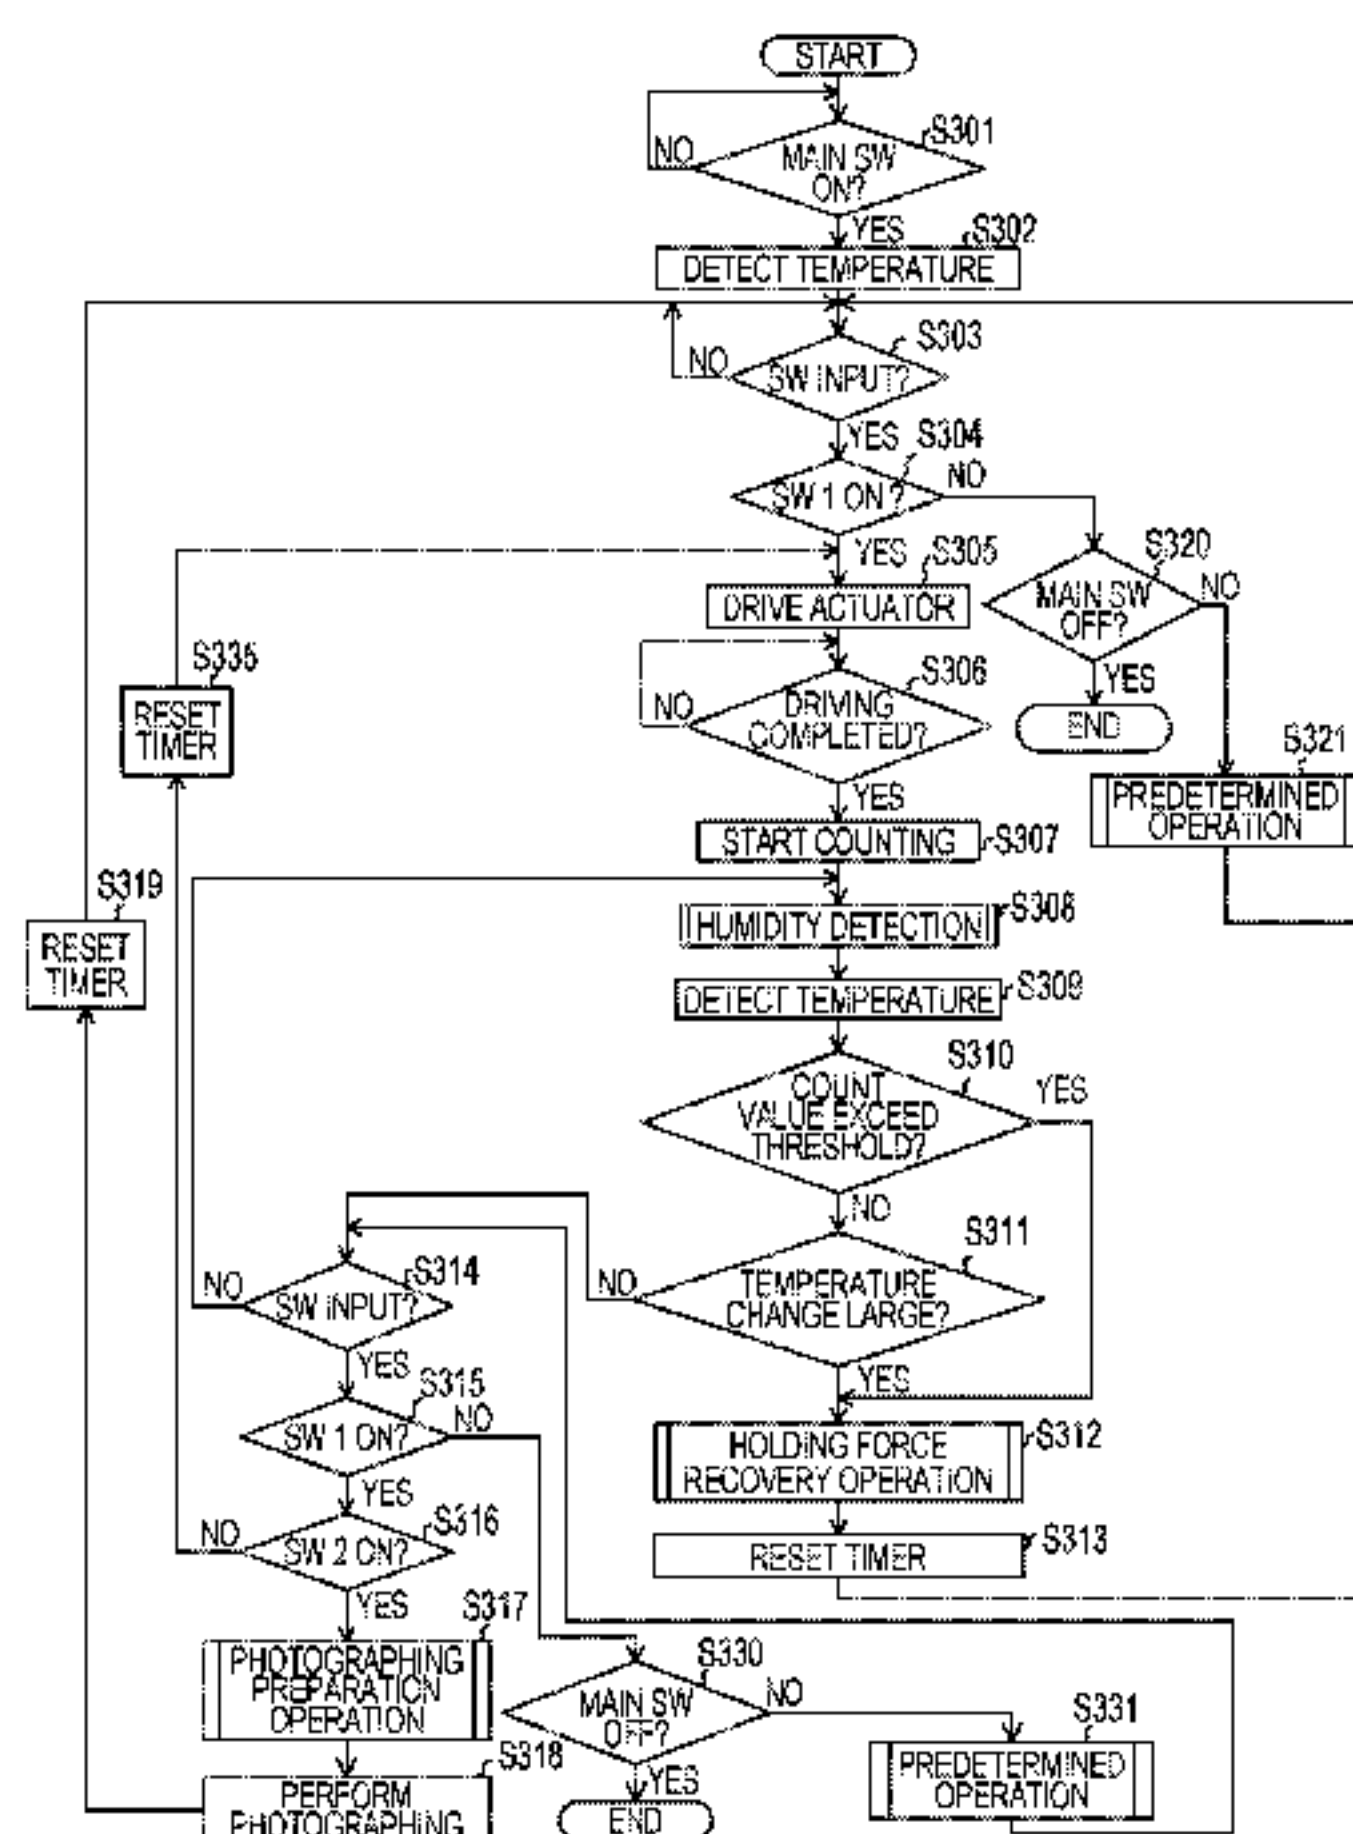 START
S301
MAIN SW
ON?
NO
YES
S302
DETECT TEMPERATURE
S303
SW INPUT?
NO
YES
S304
SW 1 ON ?
NO
YES
S305
DRIVE ACTUATOR
S320
MAIN SW
OFF?
NO
YES
END
S306
DRIVING
COMPLETED?
NO
YES
S335
RESET
TIMER
S321
PREDETERMINED
OPERATION
START COUNTING
S307
S319
RESET
TIMER
HUMIDITY DETECTION
S308
DETECT TEMPERATURE
S309
S310
COUNT
VALUE EXCEED
THRESHOLD?
YES
NO
S311
TEMPERATURE
CHANGE LARGE?
NO
YES
S314
SW INPUT?
NO
YES
S315
SW 1 ON?
NO
YES
HOLDING FORCE
RECOVERY OPERATION
S312
S316
SW 2 ON?
NO
YES
RESET TIMER
S313
S317
PHOTOGRAPHING
PREPARATION
OPERATION
S330
MAIN SW
OFF?
NO
YES
END
S331
PREDETERMINED
OPERATION
S318
PERFORM
PHOTOGRAPHING